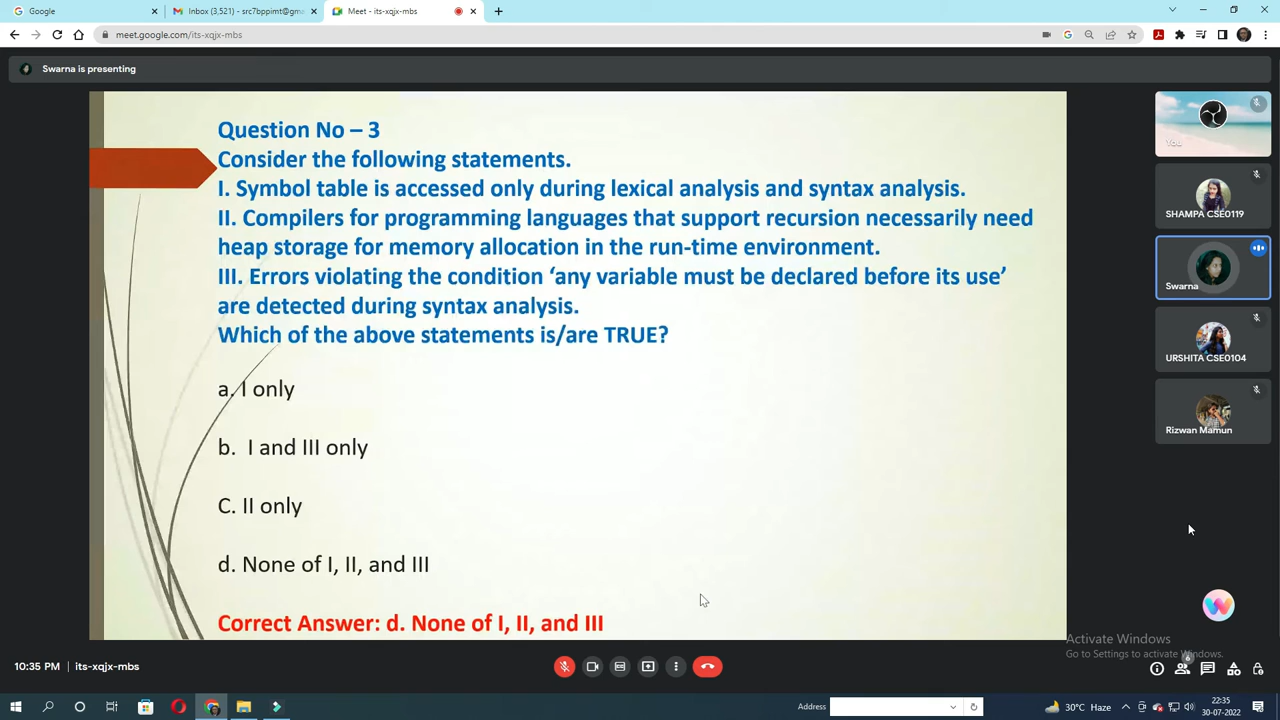 Google
Inbox (3,521) - src7bppimt@gm
Meet - its-xqjx-mbs
meet.google.com/its-xqjx-mbs
Swarna is presenting
Question No – 3
Consider the following statements.
I. Symbol table is accessed only during lexical analysis and syntax analysis.
II. Compilers for programming languages that support recursion necessarily need
heap storage for memory allocation in the run-time environment.
III. Errors violating the condition ‘any variable must be declared before its use’
are detected during syntax analysis.
Which of the above statements is/are TRUE?
a. I only
b. I and III only
C. II only
d. None of I, II, and III
Correct Answer: d. None of I, II, and III
You
SHAMPA CSE0119
Swarna
URSHITA CSE0104
Rizwan Mamun
Activate Windows
Go to Settings to activate Windows.
10:35 PM | its-xqjx-mbs
6
Address
30°C Haze
22:35
30-07-2022